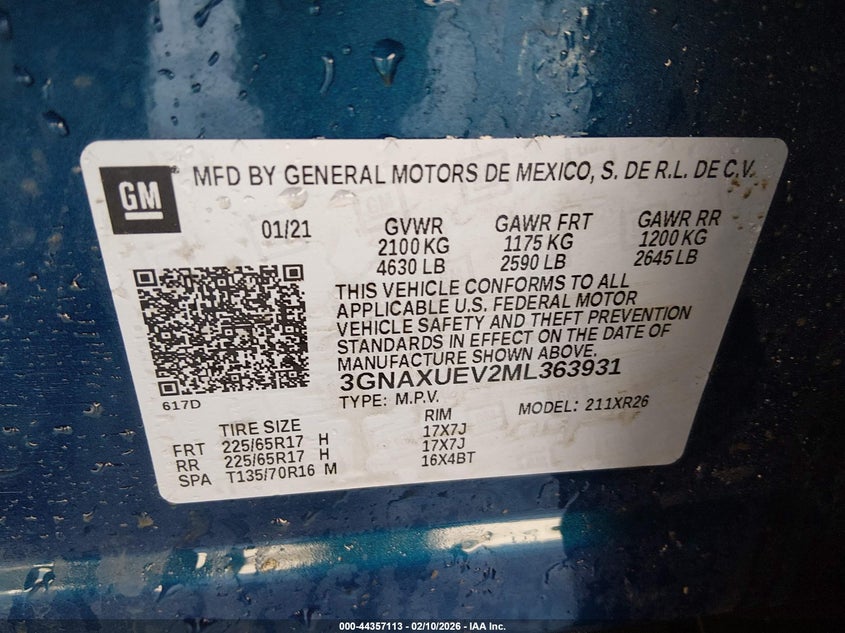 GM
MFD BY GENERAL MOTORS DE MEXICO, S. DE R.L. DE C.V.
01/21 GVWR GAWR FRT GAWR RR
2100 KG 1175 KG 1200 KG
4630 LB 2590 LB 2645 LB
THIS VEHICLE CONFORMS TO ALL
APPLICABLE U.S. FEDERAL MOTOR
VEHICLE SAFETY AND THEFT PREVENTION
STANDARDS IN EFFECT ON THE DATE OF
MANUFACTURE SHOWN ABOVE.
3GNAXUEV2ML363931
617D
TYPE: M.P.V. MODEL: 211XR26
TIRE SIZE RIM
FRT 225/65R17 H 17X7J
RR 225/65R17 H 17X7J
SPA T135/70R16 M 16X4BT
000-44357113 - 02/10/2026 - IAA Inc.